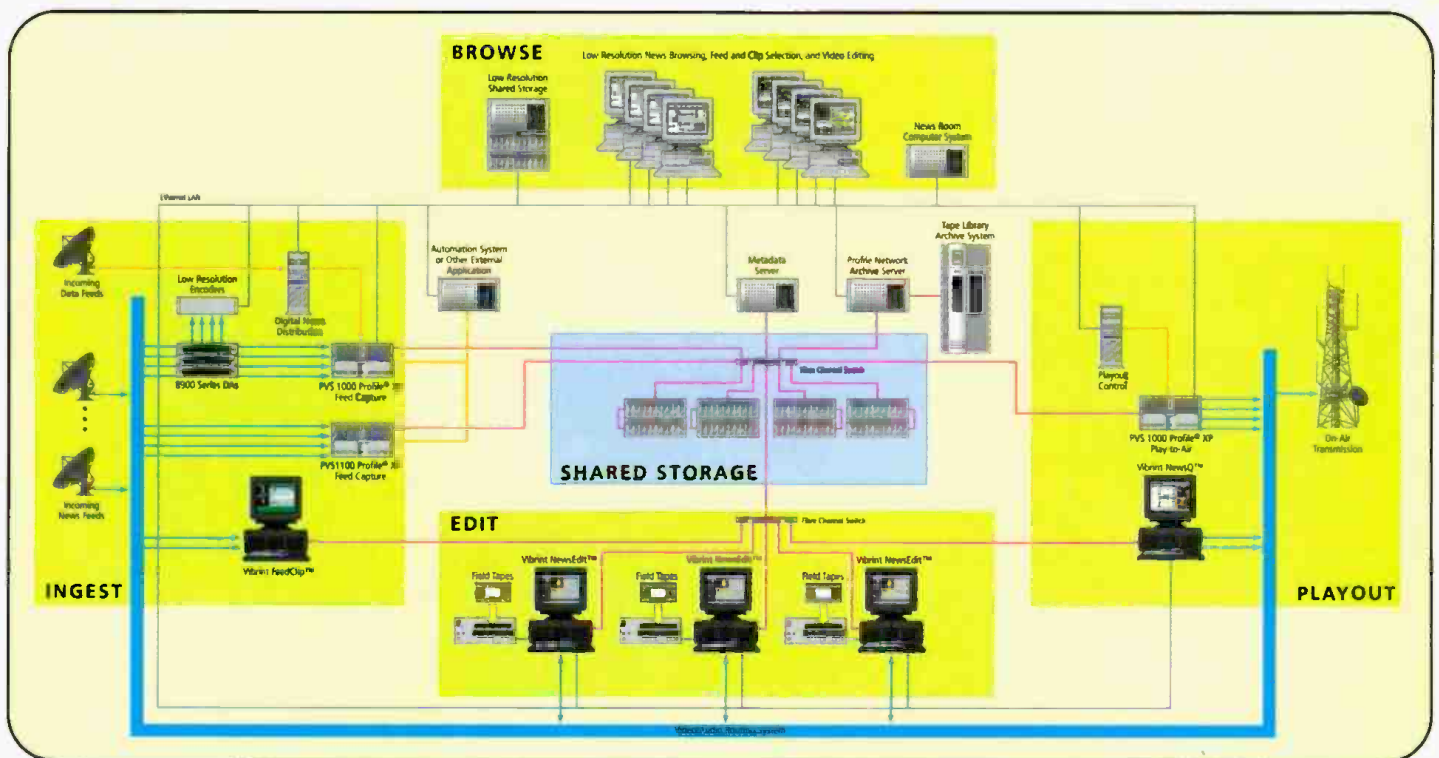 BROWSE
Low Resolution News Browsing, Feed and Clip Selection, and Video Editing
Low Resolution
Shared Storage
News Room
Computer System
Ethernet LAN
Incoming
Data Feeds
Low Resolution
Encoders
Digital News
Distribution
Automation System
or Other External
Application
Metadata
Server
Profile Network
Archive Server
Tape Library
Archive System
8900 Series DAs
PVS 1000 Profile® XP
Feed Capture
Fibre Channel Switch
Playout
Control
PVS1100 Profile® XP
Feed Capture
PVS 1000 Profile® XP
Play-to-Air
On-Air
Transmission
SHARED STORAGE
Incoming
News Feeds
Vibrint FeedClip™
INGEST
Vibrint NewsQ™
PLAYOUT
EDIT
Fibre Channel Switch
Vibrint NewsEdit™
Vibrint NewsEdit™
Vibrint NewsEdit™
Field Tapes
Field Tapes
Field Tapes
Video/Audio Routing System